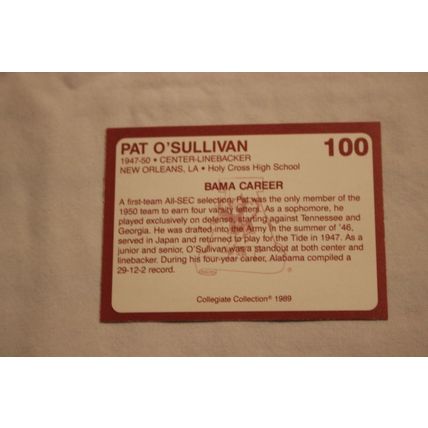 PAT O'SULLIVAN 100
1947-50 • CENTER-LINEBACKER
NEW ORLEANS, LA • Holy Cross High School
BAMA CAREER
A first-team All-SEC selection, Pat was the only member of the
1950 team to earn four varsity letters. As a sophomore, he
played exclusively on defense, starting against Tennessee and
Georgia. He was drafted into the Army in the summer of '46,
served in Japan and returned to play for the Tide in 1947. As a
junior and senior, O'Sullivan was a standout at both center and
linebacker. During his four-year career, Alabama compiled a
29-12-2 record.
®
Collegiate Collection® 1989